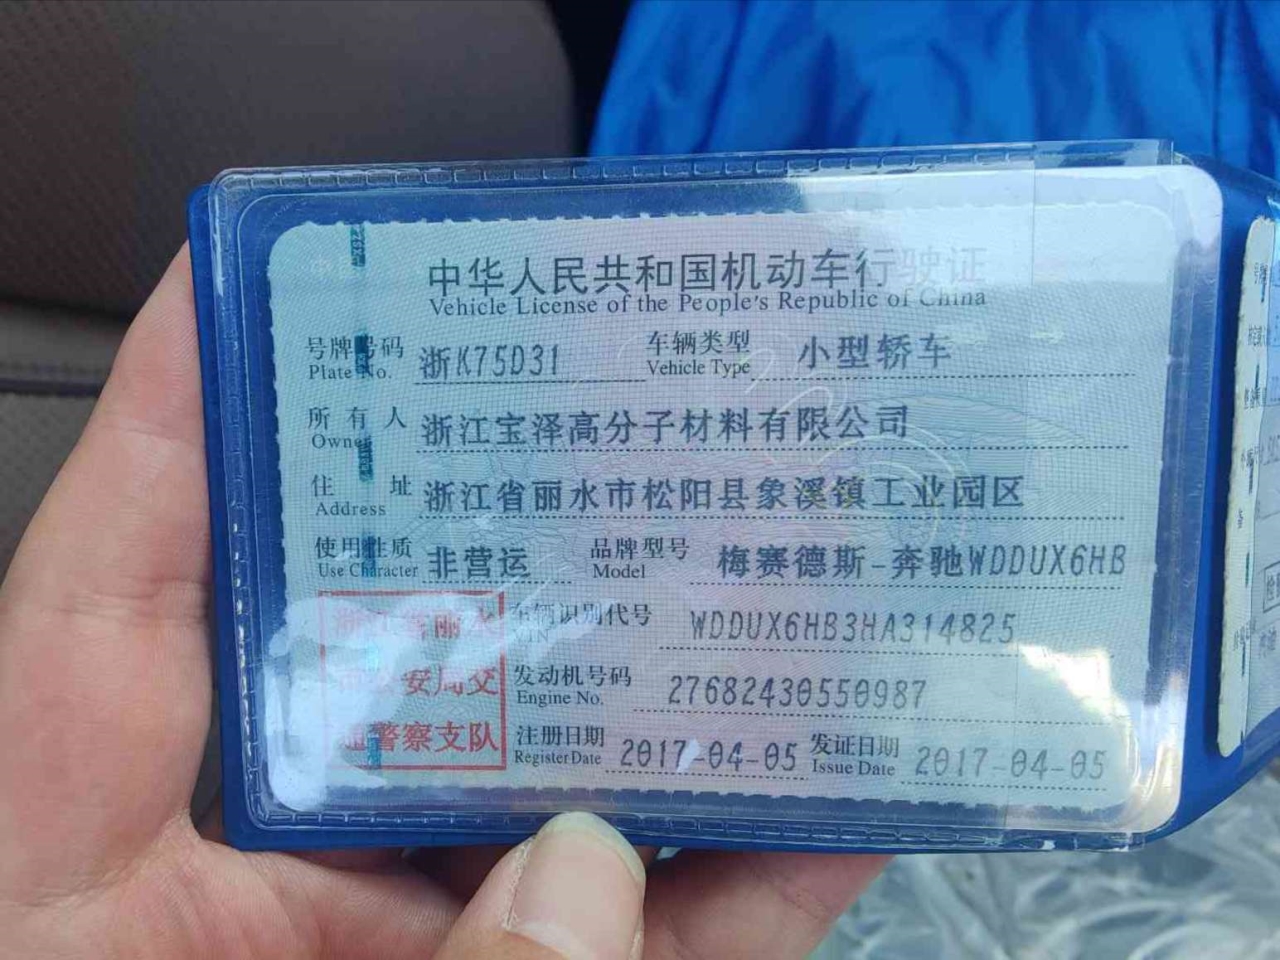 中华人民共和国机动车行驶证
Vehicle License of the People's Republic of China
号牌号码 浙K75D31 车辆类型 小型轿车
Plate No. Vehicle Type
所有人 浙江宝泽高分子材料有限公司
Owner
住址 浙江省丽水市松阳县象溪镇工业园区
Address
使用性质 非营运 品牌型号 梅赛德斯-奔驰WDDUX6HB
Use Character Model
浙江省丽水 车辆识别代号 WDDUX6HB3HA314825
VIN
市公安局交 发动机号码 27682430550987
Engine No.
通警察支队 注册日期 2017-04-05 发证日期 2017-04-05
Register Date Issue Date